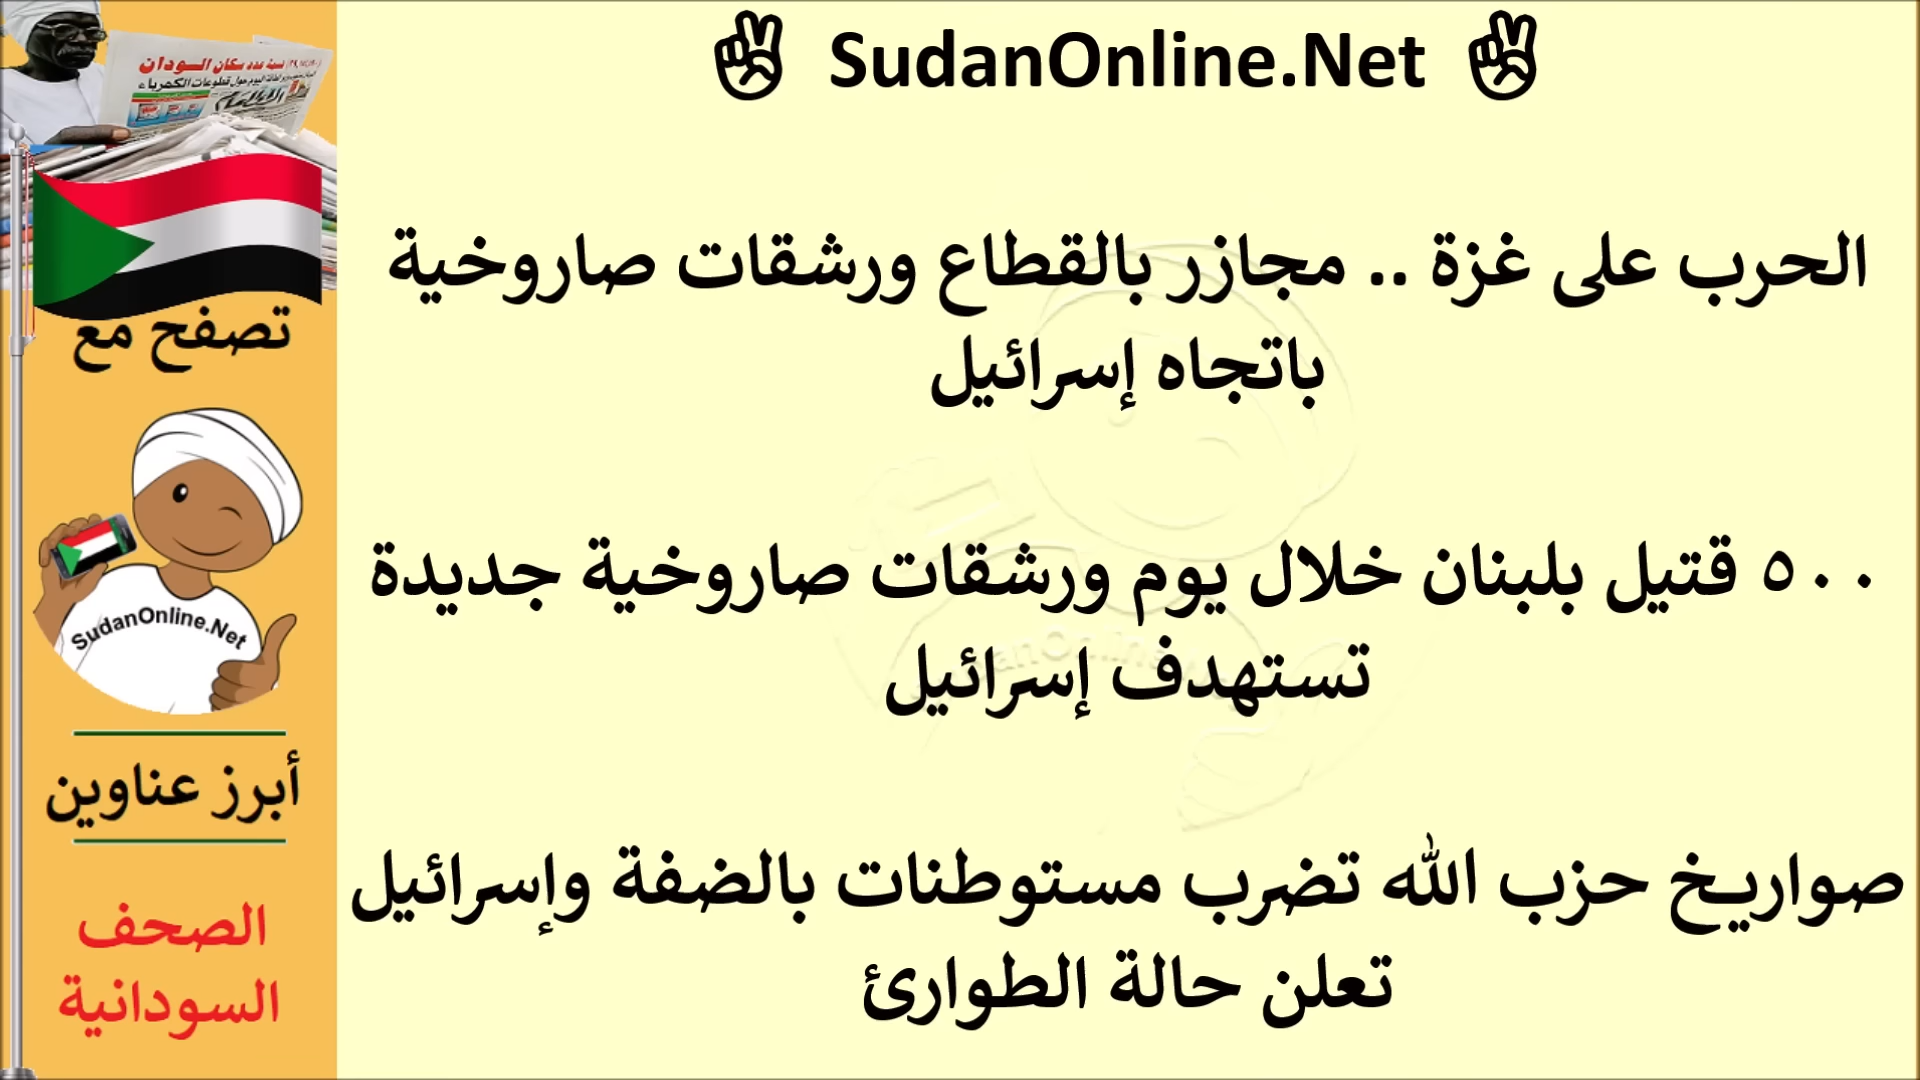 SudanOnline.Net
الحرب على غزة .. مجازر بالقطاع ورشقات صاروخية
باتجاه إسرائيل
٥٠٠ قتيل بلبنان خلال يوم ورشقات صاروخية جديدة
تستهدف إسرائيل
صواريخ حزب الله تضرب مستوطنات بالضفة وإسرائيل
تعلن حالة الطوارئ
تصفح مع
SudanOnline.Net
أبرز عناوين
الصحف
السودانية